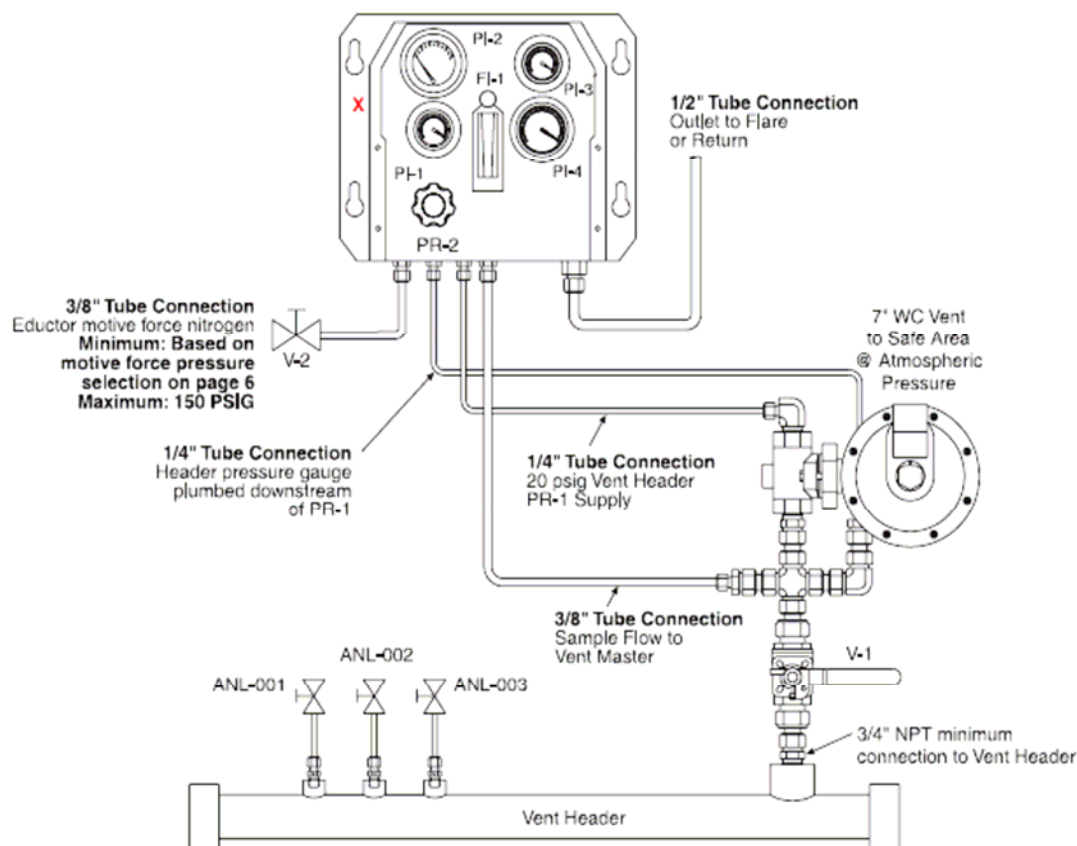 PI-2
FI-1
PI-3
X
PI-1
PI-4
PR-2
1/2" Tube Connection
Outlet to Flare
or Return
3/8" Tube Connection
Eductor motive force nitrogen
Minimum: Based on
motive force pressure
selection on page 6
Maximum: 150 PSIG
V-2
7" WC Vent
to Safe Area
@ Atmospheric
Pressure
1/4" Tube Connection
Header pressure gauge
plumbed downstream
of PR-1
1/4" Tube Connection
20 psig Vent Header
PR-1 Supply
3/8" Tube Connection
Sample Flow to
Vent Master
V-1
ANL-001
ANL-002
ANL-003
3/4" NPT minimum
connection to Vent Header
Vent Header